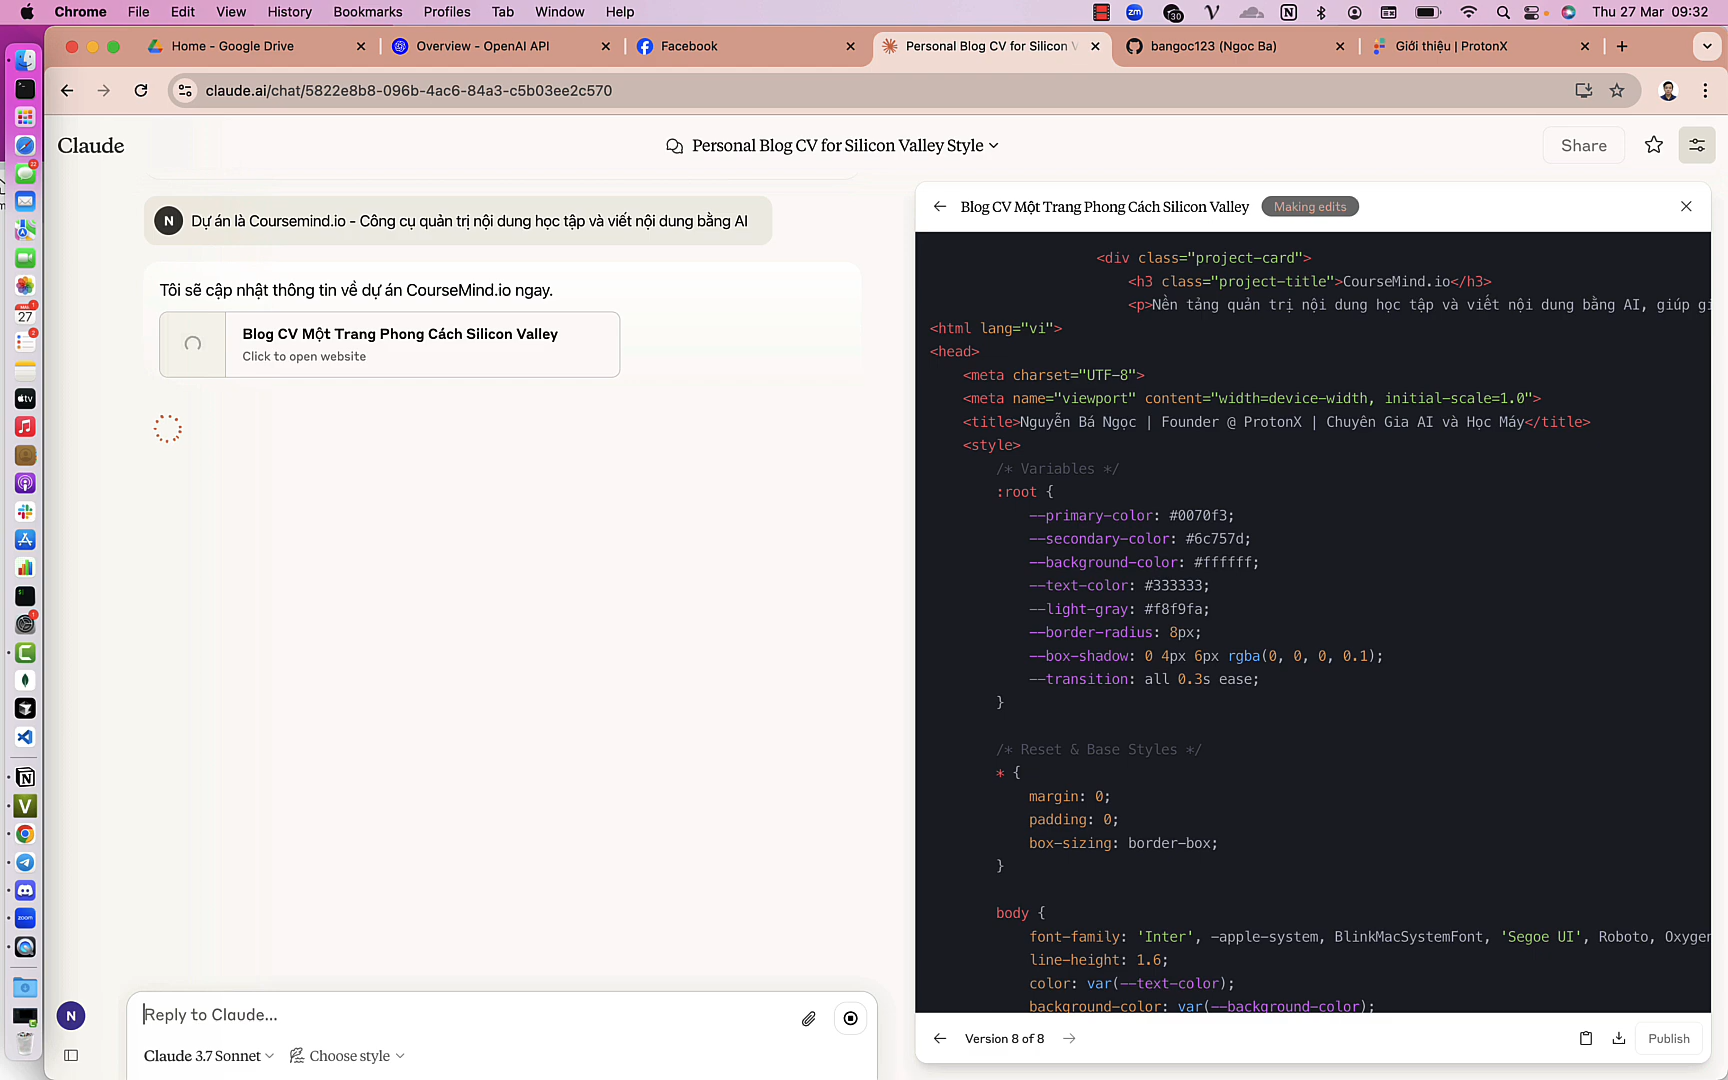 Chrome File Edit View History Bookmarks Profiles Tab Window Help
zm 30 Thu 27 Mar 09:32
Home - Google Drive
Overview - OpenAI API
Facebook
Personal Blog CV for Silicon V
bangoc123 (Ngoc Ba)
Giới thiệu | ProtonX
claude.ai/chat/5822e8b8-096b-4ac6-84a3-c5b03ee2c570
Claude
Personal Blog CV for Silicon Valley Style
Share
N Dự án là Coursemind.io - Công cụ quản trị nội dung học tập và viết nội dung bằng AI
Tôi sẽ cập nhật thông tin về dự án CourseMind.io ngay.
Blog CV Một Trang Phong Cách Silicon Valley
Click to open website
N
Reply to Claude...
Claude 3.7 Sonnet
Choose style
Blog CV Một Trang Phong Cách Silicon Valley
Making edits
<div class="project-card">
<h3 class="project-title">CourseMind.io</h3>
<p>Nền tảng quản trị nội dung học tập và viết nội dung bằng AI, giúp gi
<html lang="vi">
<head>
<meta charset="UTF-8">
<meta name="viewport" content="width=device-width, initial-scale=1.0">
<title>Nguyễn Bá Ngọc | Founder @ ProtonX | Chuyên Gia AI và Học Máy</title>
<style>
/* Variables */
:root {
--primary-color: #0070f3;
--secondary-color: #6c757d;
--background-color: #ffffff;
--text-color: #333333;
--light-gray: #f8f9fa;
--border-radius: 8px;
--box-shadow: 0 4px 6px rgba(0, 0, 0, 0.1);
--transition: all 0.3s ease;
}
/* Reset & Base Styles */
* {
margin: 0;
padding: 0;
box-sizing: border-box;
}
body {
font-family: 'Inter', -apple-system, BlinkMacSystemFont, 'Segoe UI', Roboto, Oxygen
line-height: 1.6;
color: var(--text-color);
background-color: var(--background-color);
Version 8 of 8
Publish